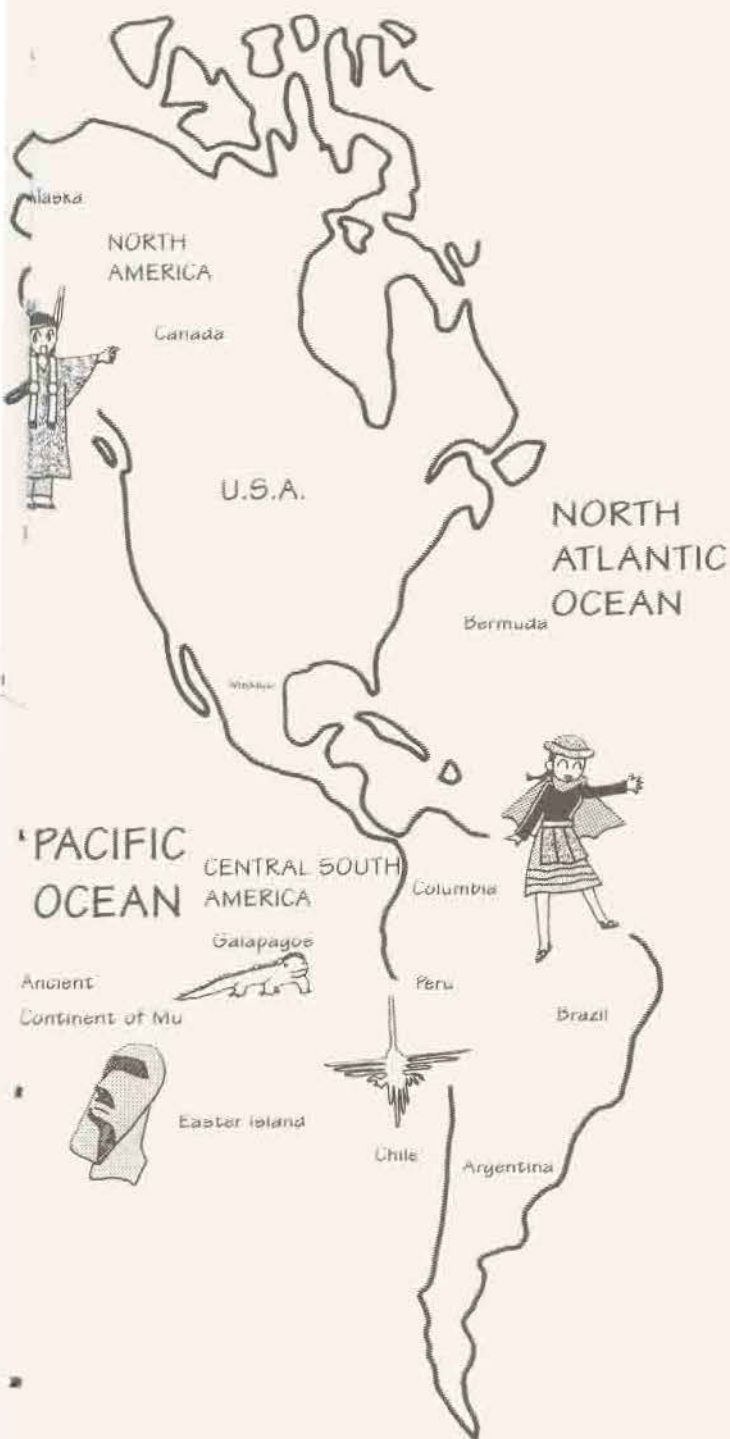 Alaska
NORTH
AMERICA
Canada
U.S.A.
NORTH
ATLANTIC
OCEAN
Bermuda
PACIFIC
OCEAN
CENTRAL SOUTH
AMERICA
Columbia
Galapagos
Ancient
Continent of Mu
Peru
Brazil
Easter Island
Chile
Argentina